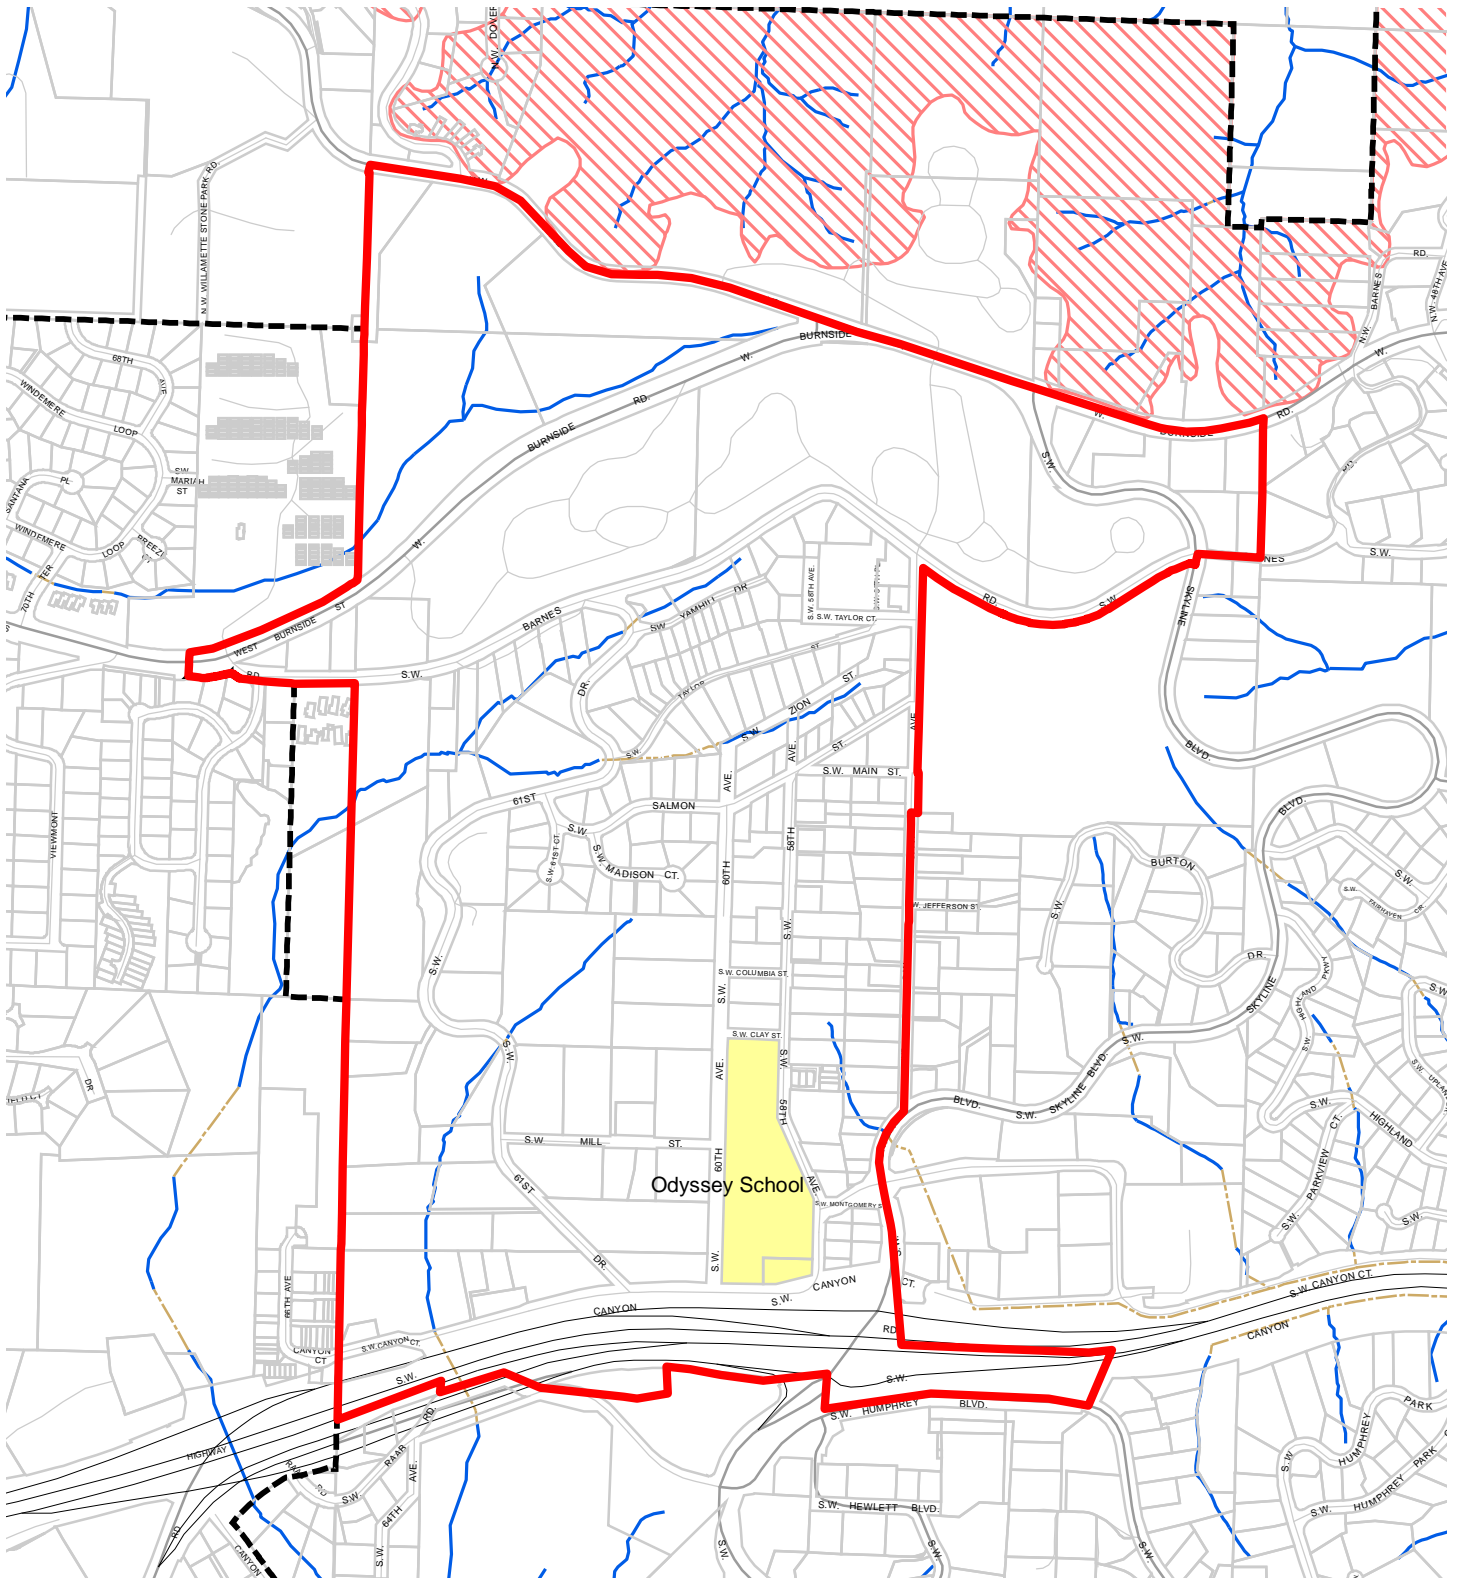 N.W. DOVER
N.W. WILLAMETTE STONE PARK RD.
W.
RD.
N.W. 48TH AVE
N.W. BARNES
W.
BURNSIDE
W.
68TH
AVE
WINDEMERE
LOOP
RD.
BURNSIDE
W.
BURNSIDE
RD.
S.W.
SW
MARIAH
ST
SANTANA
PL
WINDEMERE
LOOP
BREEZE
70TH
TER
W.
S.W.
SKYLINE
WEST
BURNSIDE
ST
RD
S.W.
BARNES
SW
YAMHILL
DR
S.W. 58TH AVE.
S.W. TAYLOR CT.
RD.
S.W.
DR.
TAYLOR
ST
S.W.
S.W.
ZION
ST.
ST.
AVE
BLVD.
S.W. MAIN ST.
AVE.
AVE.
61ST
SALMON
S.W.
S.W. 61ST CT.
S.W. MADISON CT.
60TH
58TH
VIEWMONT
BLVD.
S.W.
BURTON
S.W.
DR.
S.W.
FAIRHAVEN
CIR
W. JEFFERSON ST
S.W.
S.W. COLUMBIA ST.
S.W.
S.W.
SKYLINE
HIGHLAND
PKWY
S.W.
S.W.
S.W. CLAY ST.
S.W.
S.W.
AVE.
58TH
DR
S.W.
BLVD.
S.W. SKYLINE BLVD.
S.W.
HIGHLAND
CT.
S.W. PARKVIEW
S.W.
S.W. MILL ST.
60TH
AVE.
61ST
Odyssey School
S.W. MONTGOMERY S
S.W.
DR.
CANYON
S.W.
CT.
S.W. CANYON CT.
CANYON
66TH AVE
CANYON
CT
S.W. CANYON CT.
CANYON
RD.
S.W.
S.W.
S.W. HUMPHREY BLVD.
HIGHWAY
RD.
RAAB
S.W.
RD
AVE.
64TH
S.W.
RD.
CANYON
S.W. HEWLETT BLVD.
S.W.
S.W.
S.W.
S.W.
HUMPHREY
PARK
S.W. HUMPHREY PARK